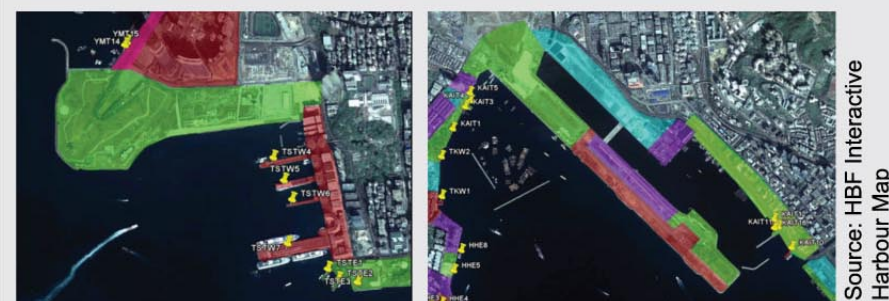 YMT15
YMT14
TSTW4
TSTW5
TSTW6
TSTW7
TSTE1
TSTE2
TSTE3
KAIT5
KAIT4
KAIT3
KAIT1
TKW2
TKW1
HHE6
HHE5
HHE4
KAIT11
Source: HBF Interactive
Harbour Map